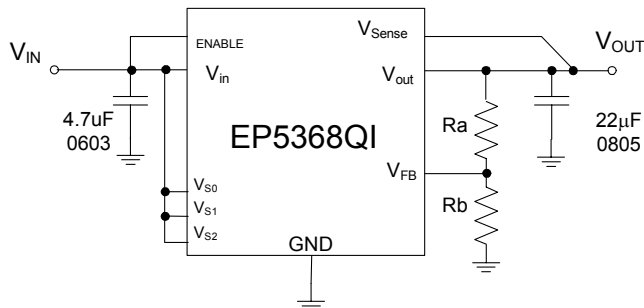 V_Sense
ENABLE
V_IN
V_OUT
V_in
V_out
4.7uF
0603
Ra
22μF
0805
EP5368QI
V_FB
V_S0
Rb
V_S1
V_S2
GND